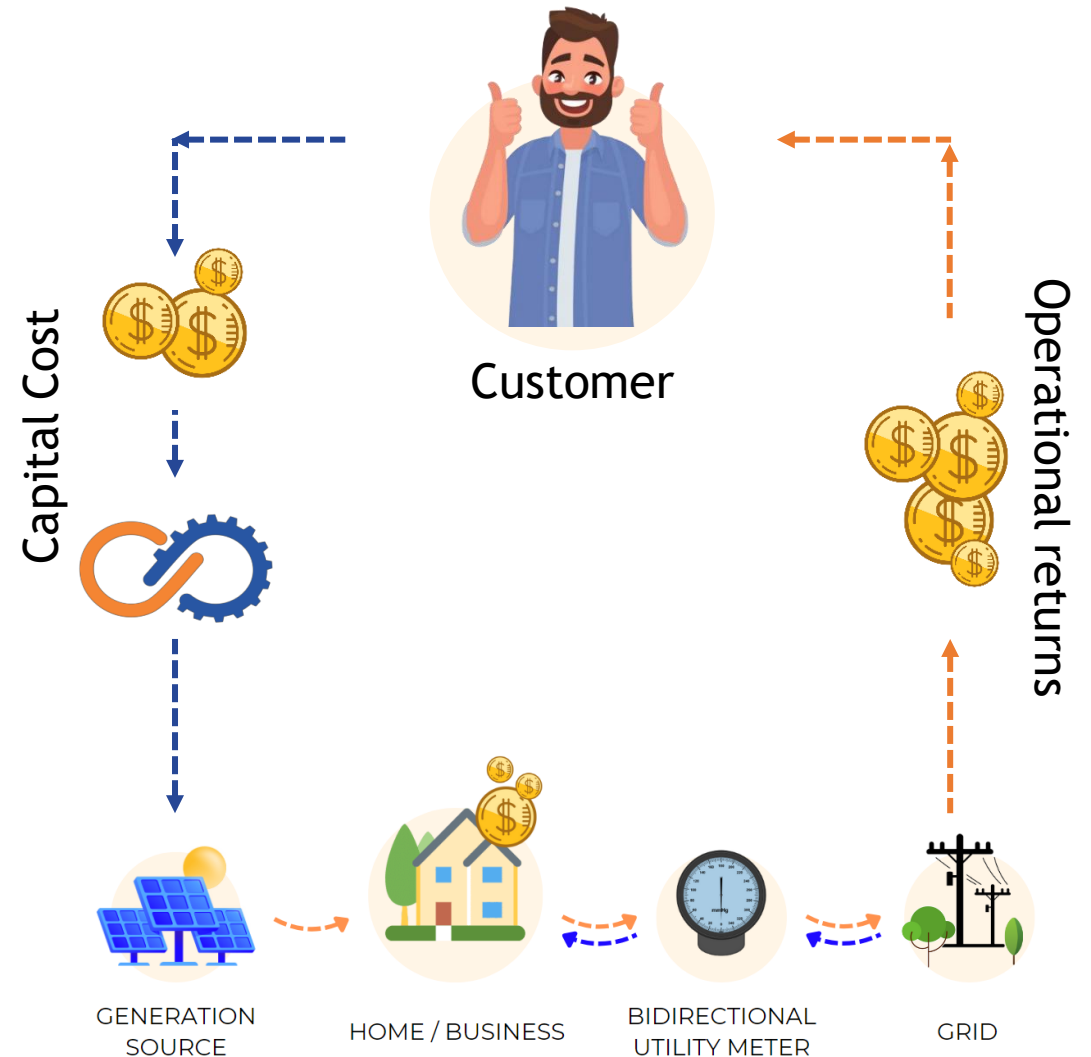 Customer
Capital Cost
Operational returns
GENERATION
SOURCE
HOME / BUSINESS
BIDIRECTIONAL
UTILITY METER
GRID